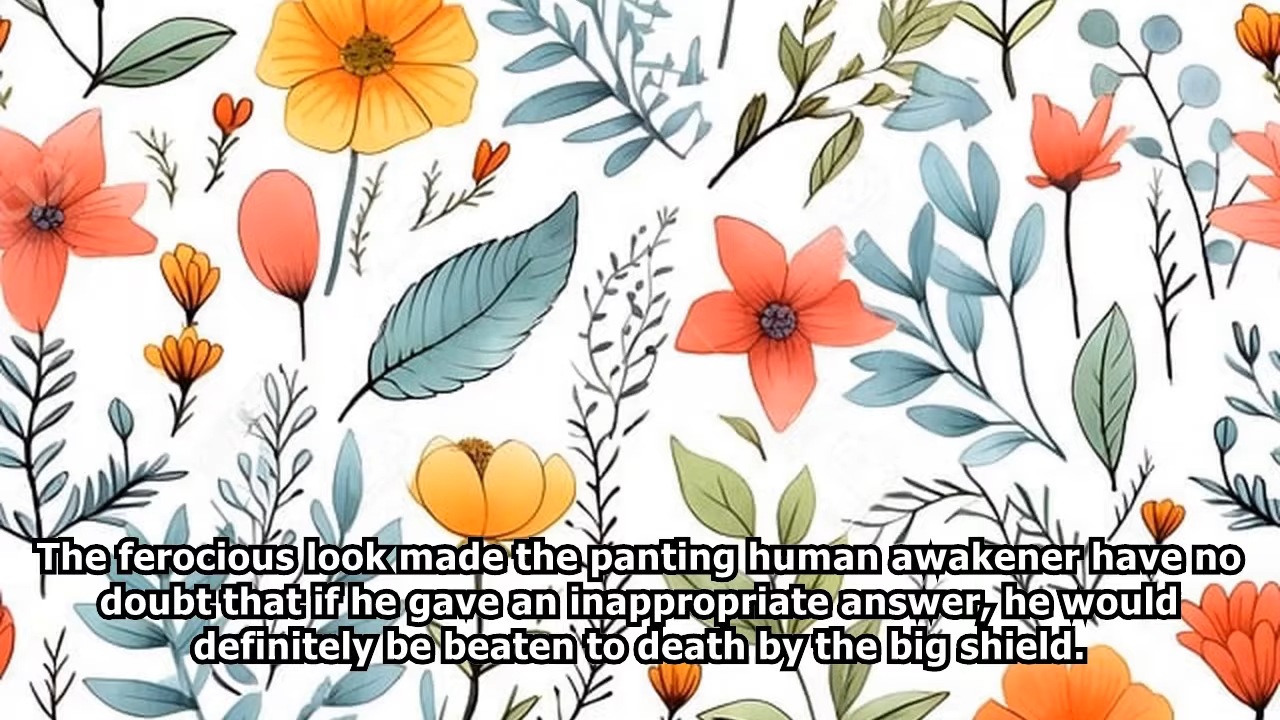 The ferocious look made the panting human awakener have no
doubt that if he gave an inappropriate answer, he would
definitely be beaten to death by the big shield.